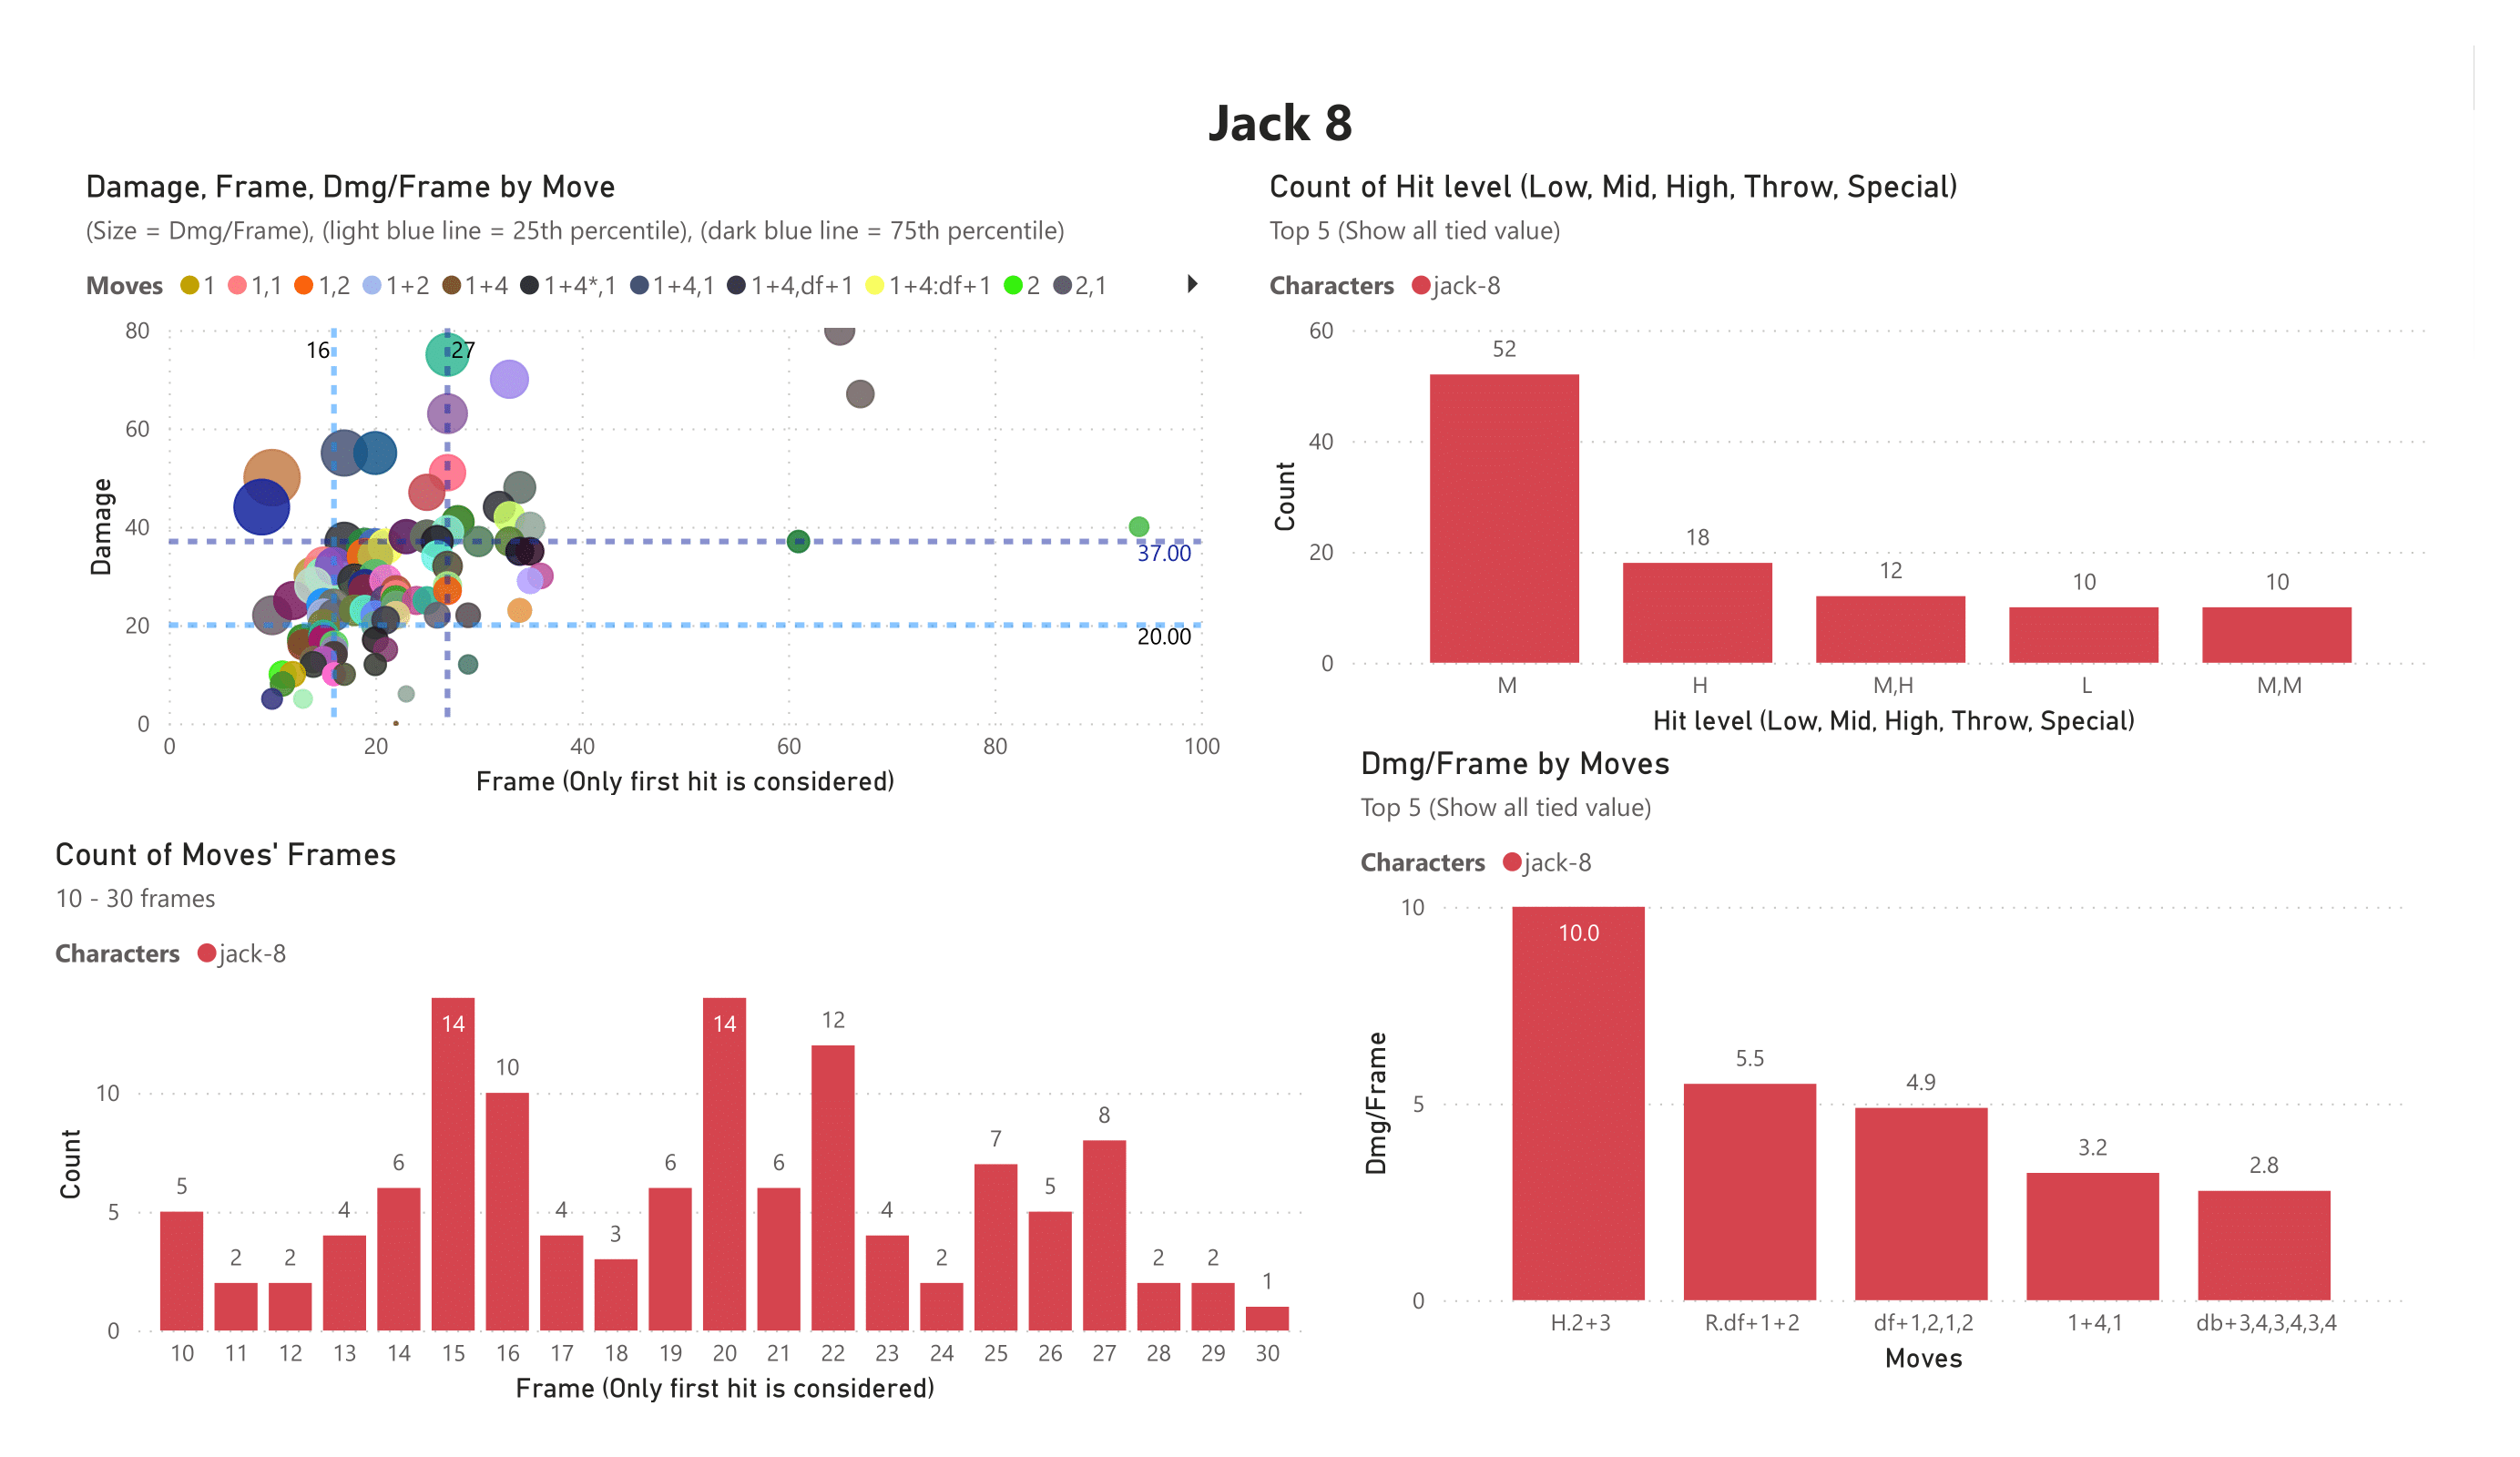 Jack 8
Damage, Frame, Dmg/Frame by Move
(Size = Dmg/Frame), (light blue line = 25th percentile), (dark blue line = 75th percentile)
Moves 1 1,1 1,2 1+2 1+4 1+4*,1 1+4,1 1+4,df+1 1+4:df+1 2 2,1
80
60
40
20
0
Damage
16
27
37.00
20.00
0 20 40 60 80 100
Frame (Only first hit is considered)
Count of Hit level (Low, Mid, High, Throw, Special)
Top 5 (Show all tied value)
Characters jack-8
60
40
20
0
Count
52 18 12 10 10
M H M,H L M,M
Hit level (Low, Mid, High, Throw, Special)
Count of Moves' Frames
10 - 30 frames
Characters jack-8
10
5
0
Count
5 2 2 4 6 14 10 4 3 6 14 6 12 4 2 7 5 8 2 2 1
10 11 12 13 14 15 16 17 18 19 20 21 22 23 24 25 26 27 28 29 30
Frame (Only first hit is considered)
Dmg/Frame by Moves
Top 5 (Show all tied value)
Characters jack-8
10
5
0
Dmg/Frame
10.0 5.5 4.9 3.2 2.8
H.2+3 R.df+1+2 df+1,2,1,2 1+4,1 db+3,4,3,4,3,4
Moves